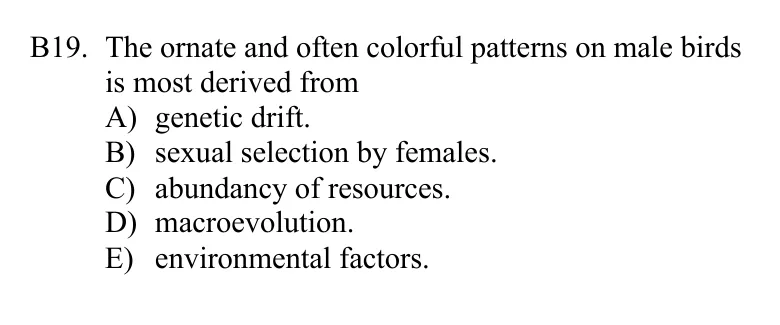 B19. The ornate and often colorful patterns on male birds
is most derived from
A) genetic drift.
B) sexual selection by females.
C) abundancy of resources.
D) macroevolution.
E) environmental factors.